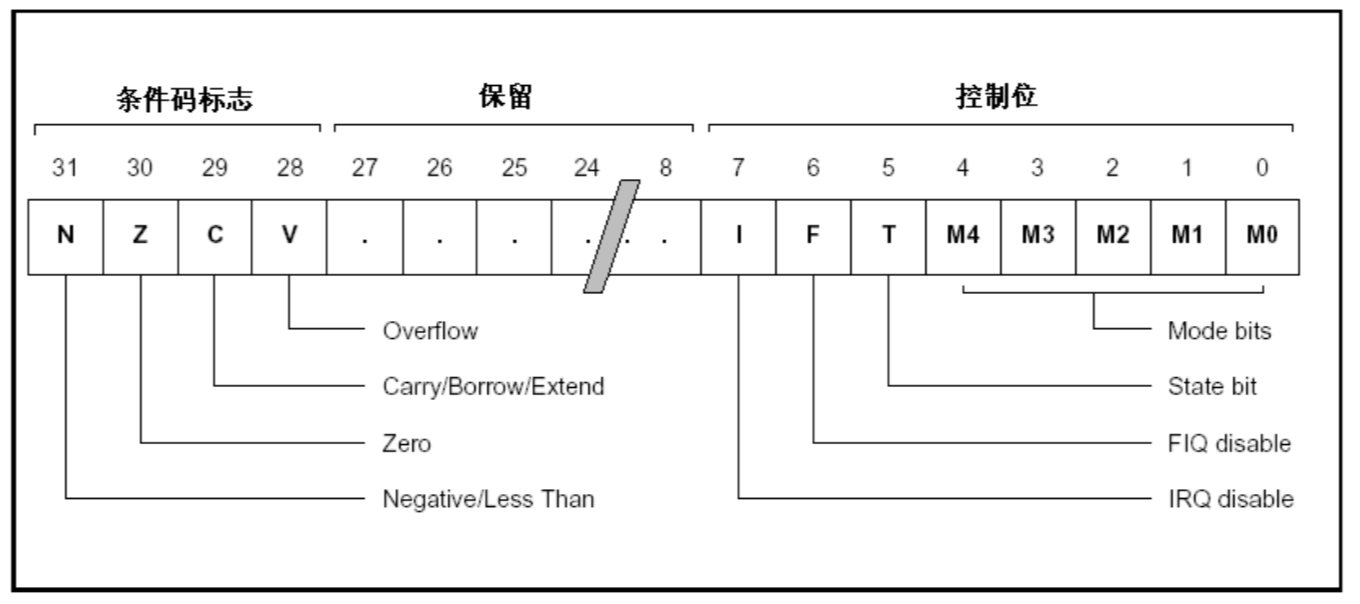 条件码标志 保留 控制位
31 30 29 28 27 26 25 24 8 7 6 5 4 3 2 1 0
N Z C V . . . . . . I F T M4 M3 M2 M1 M0
Overflow Mode bits
Carry/Borrow/Extend State bit
Zero FIQ disable
Negative/Less Than IRQ disable